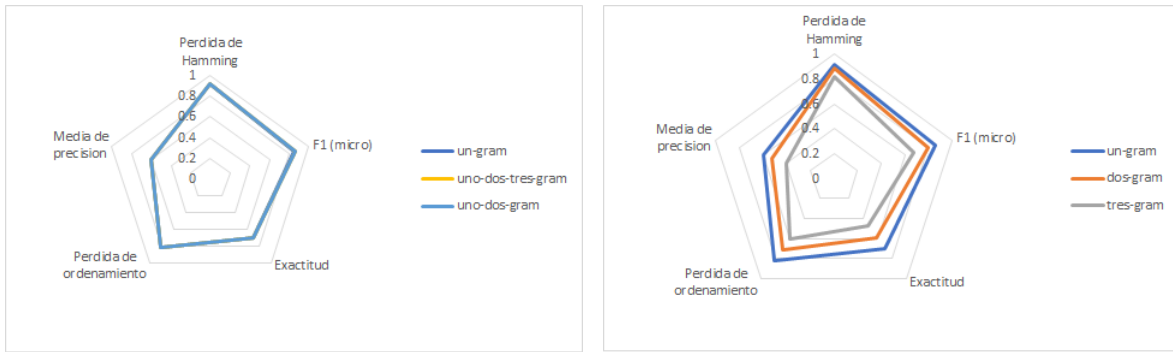 Perdida de
Hamming
1
0.8
0.6
0.4
0.2
0
F1 (micro)
Exactitud
Perdida de
ordenamiento
Media de
precision
un-gram
uno-dos-tres-gram
uno-dos-gram
Perdida de
Hamming
1
0.8
0.6
0.4
0.2
0
F1 (micro)
Exactitud
Perdida de
ordenamiento
Media de
precision
un-gram
dos-gram
tres-gram